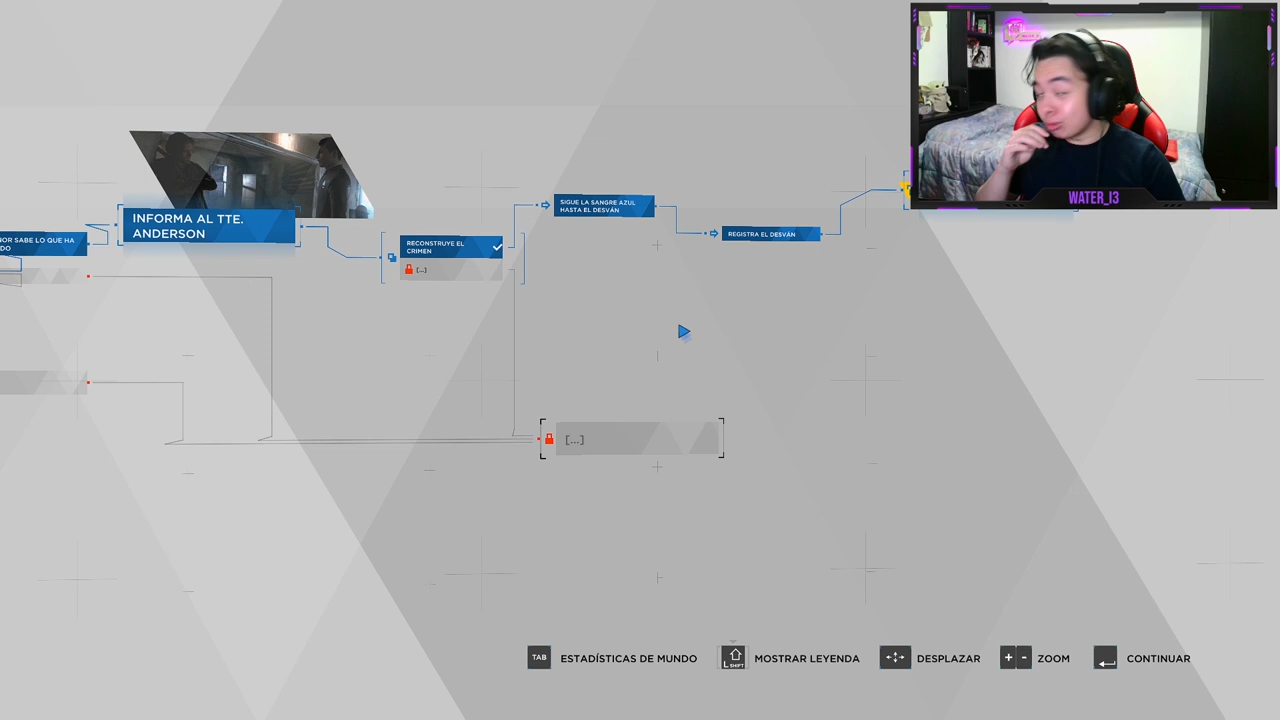 INFORMA AL TTE.
ANDERSON
NOR SABE LO QUE HA
DO
RECONSTRUYE EL
CRIMEN
[...]
SIGUE LA SANGRE AZUL
HASTA EL DESVÁN
REGISTRA EL DESVÁN
WATER_I3
[...]
TAB ESTADÍSTICAS DE MUNDO
L SHIFT MOSTRAR LEYENDA
DESPLAZAR
+ - ZOOM
CONTINUAR